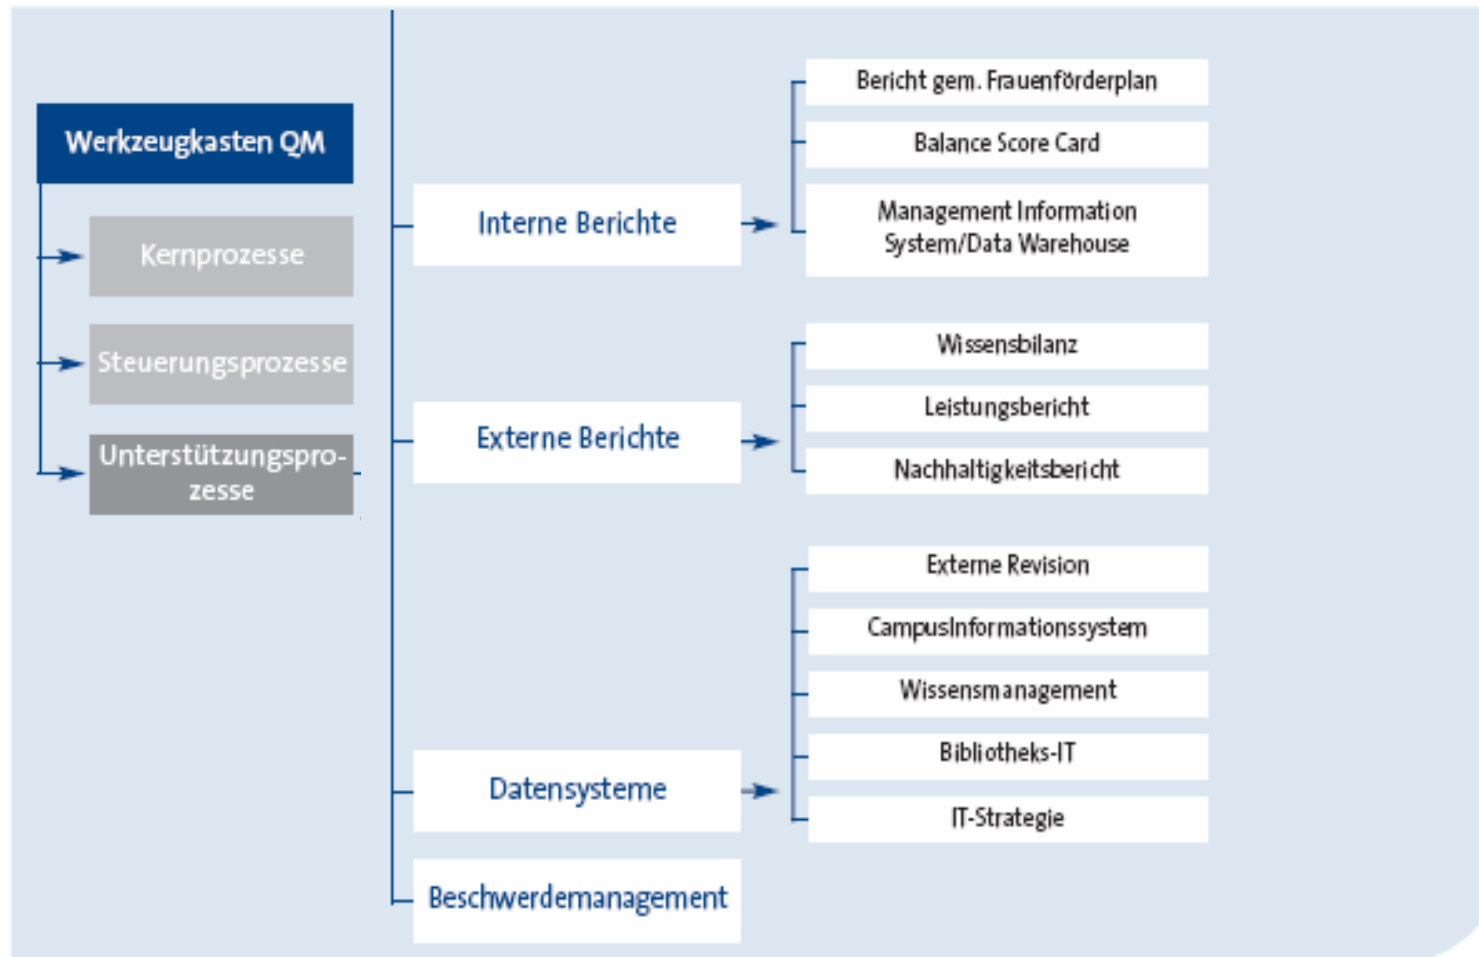 Werkzeugkasten QM
Kernprozesse
Steuerungsprozesse
Unterstützungspro-
zesse
Interne Berichte
Bericht gem. Frauenförderplan
Balance Score Card
Management Information
System/Data Warehouse
Externe Berichte
Wissensbilanz
Leistungsbericht
Nachhaltigkeitsbericht
Datensysteme
Externe Revision
CampusInformationssystem
Wissensmanagement
Bibliotheks-IT
IT-Strategie
Beschwerdemanagement